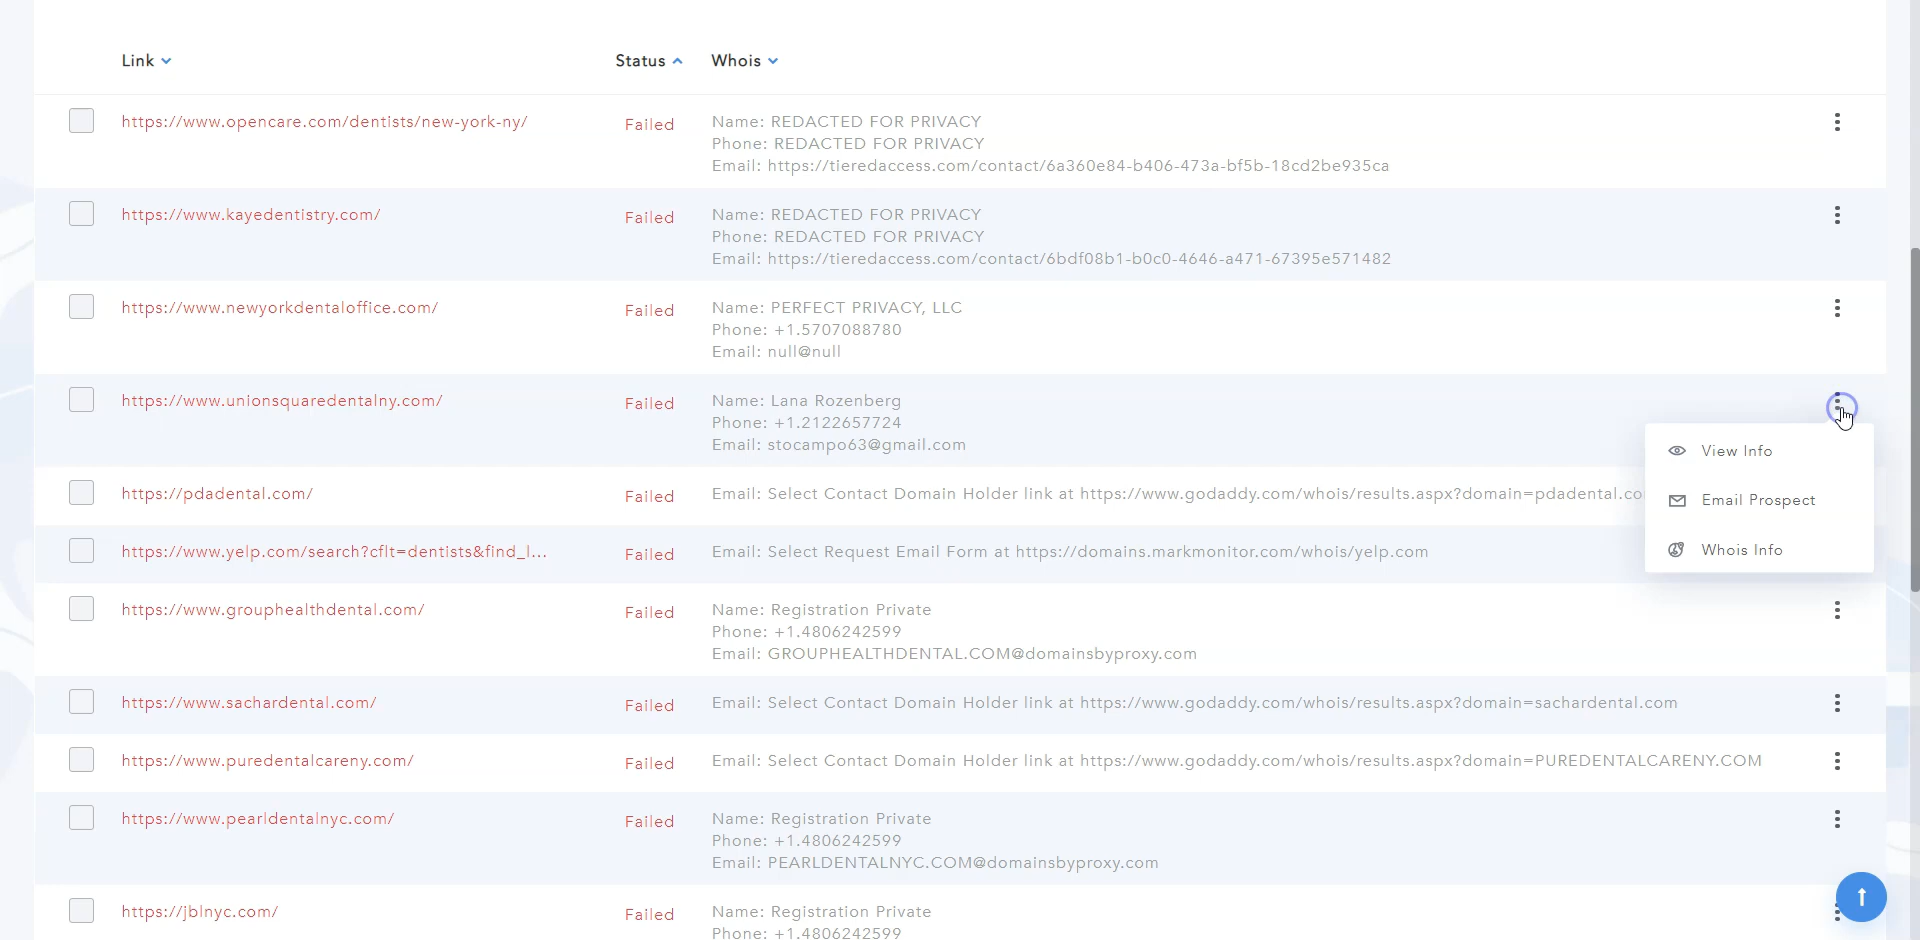 Link Status Whois
https://www.opencare.com/dentists/new-york-ny/ Failed Name: REDACTED FOR PRIVACY
Phone: REDACTED FOR PRIVACY
Email: https://tieredaccess.com/contact/6a360e84-b406-473a-bf5b-18cd2be935ca
https://www.kayedentistry.com/ Failed Name: REDACTED FOR PRIVACY
Phone: REDACTED FOR PRIVACY
Email: https://tieredaccess.com/contact/6bdf08b1-b0c0-4646-a471-67395e571482
https://www.newyorkdentaloffice.com/ Failed Name: PERFECT PRIVACY, LLC
Phone: +1.5707088780
Email: null@null
https://www.unionsquaredentalny.com/ Failed Name: Lana Rozenberg
Phone: +1.2122657724
Email: stocampo63@gmail.com
View Info
https://pdadental.com/ Failed Email: Select Contact Domain Holder link at https://www.godaddy.com/whois/results.aspx?domain=pdadental.co
Email Prospect
https://www.yelp.com/search?cflt=dentists&find_l... Failed Email: Select Request Email Form at https://domains.markmonitor.com/whois/yelp.com
Whois Info
https://www.grouphealthdental.com/ Failed Name: Registration Private
Phone: +1.4806242599
Email: GROUPHEALTHDENTAL.COM@domainsbyproxy.com
https://www.sachardental.com/ Failed Email: Select Contact Domain Holder link at https://www.godaddy.com/whois/results.aspx?domain=sachardental.com
https://www.puredentalcareny.com/ Failed Email: Select Contact Domain Holder link at https://www.godaddy.com/whois/results.aspx?domain=PUREDENTALCARENY.COM
https://www.pearldentalnyc.com/ Failed Name: Registration Private
Phone: +1.4806242599
Email: PEARLDENTALNYC.COM@domainsbyproxy.com
https://jblnyc.com/ Failed Name: Registration Private
Phone: +1.4806242599